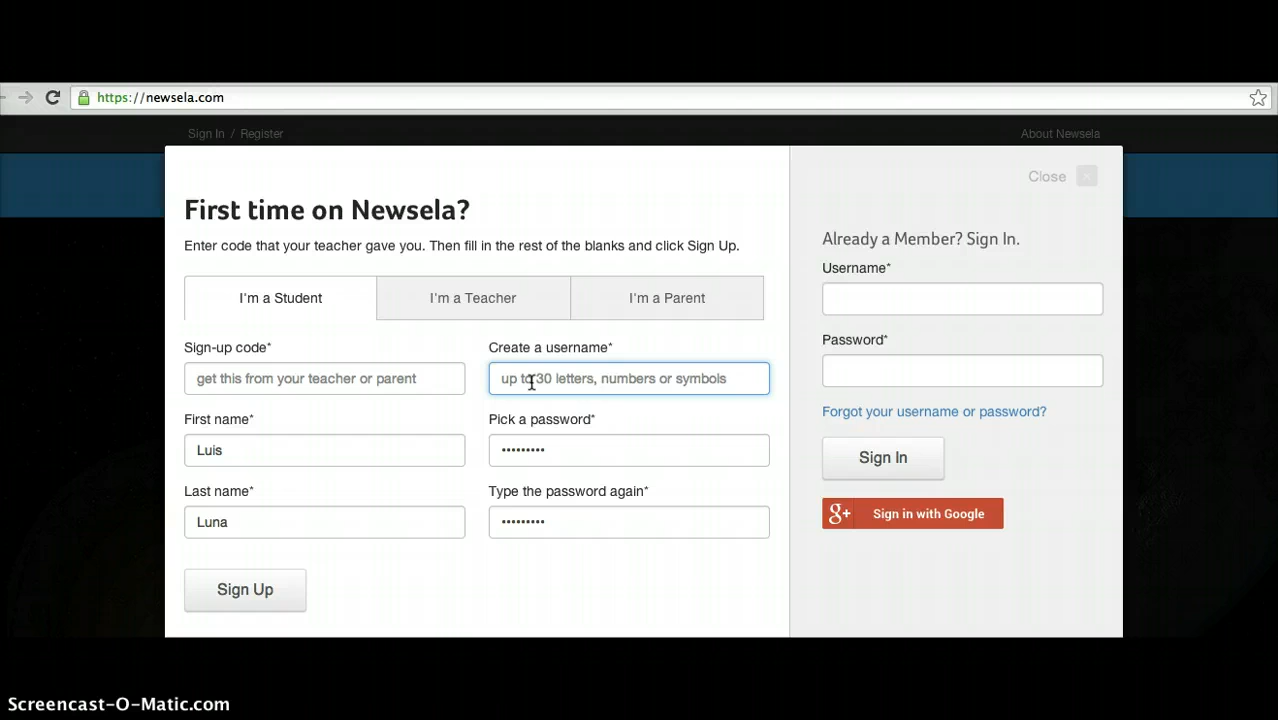 https://newsela.com
Sign In / Register
About Newsela
Close
First time on Newsela?
Enter code that your teacher gave you. Then fill in the rest of the blanks and click Sign Up.
I'm a Student
I'm a Teacher
I'm a Parent
Sign-up code*
Create a username*
get this from your teacher or parent
up to 30 letters, numbers or symbols
First name*
Pick a password*
Luis
•••••••••
Last name*
Type the password again*
Luna
•••••••••
Sign Up
Already a Member? Sign In.
Username*
Password*
Forgot your username or password?
Sign In
g+ Sign in with Google
Screencast-O-Matic.com